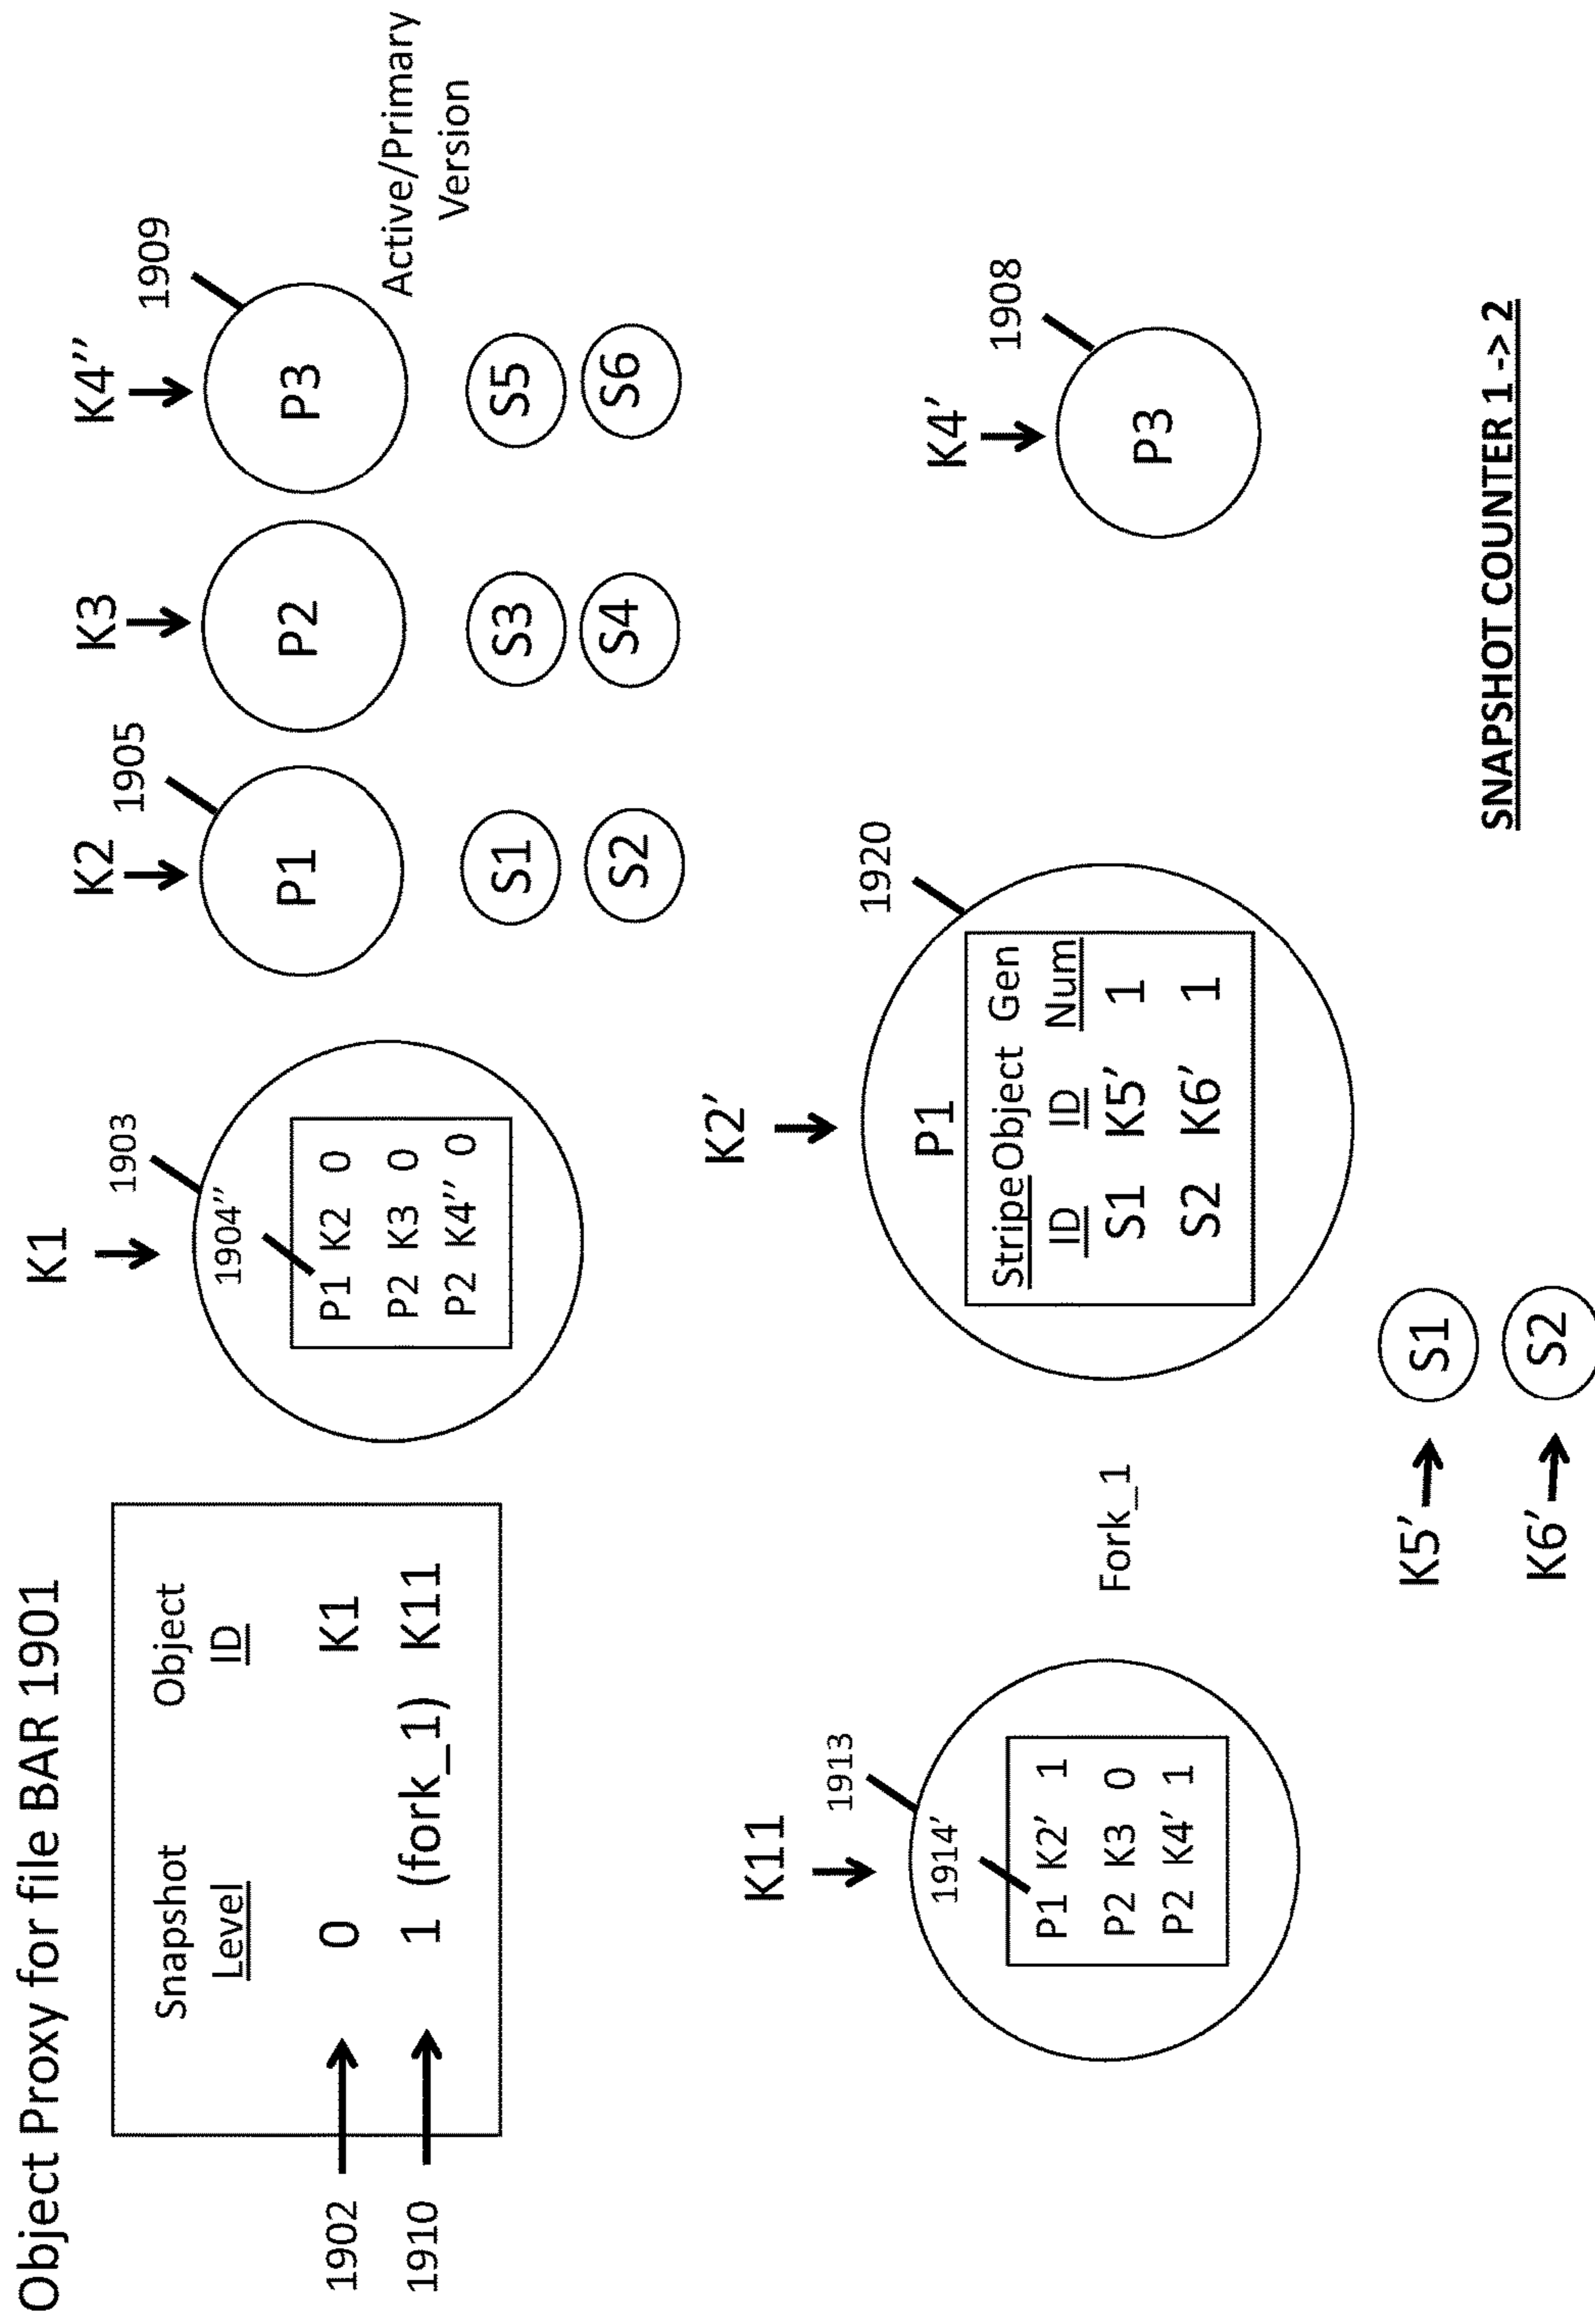 Object Proxy for file BAR 1901
Snapshot Object
Level ID
0 K1
1 (fork_1) K11
1902
1910
K1
1903
1904’’
P1 K2 0
P2 K3 0
P2 K4’’ 0
K2
1905
P1
S1
S2
K3
P2
S3
S4
K4’’
1909
P3
S5
S6
Active/Primary
Version
K11
1913
1914’
P1 K2’ 1
P2 K3 0
P2 K4’ 1
Fork_1
K2’
1920
P1
Stripe Object Gen
ID ID Num
S1 K5’ 1
S2 K6’ 1
K5’ S1
K6’ S2
K4’
1908
P3
SNAPSHOT COUNTER 1 -> 2